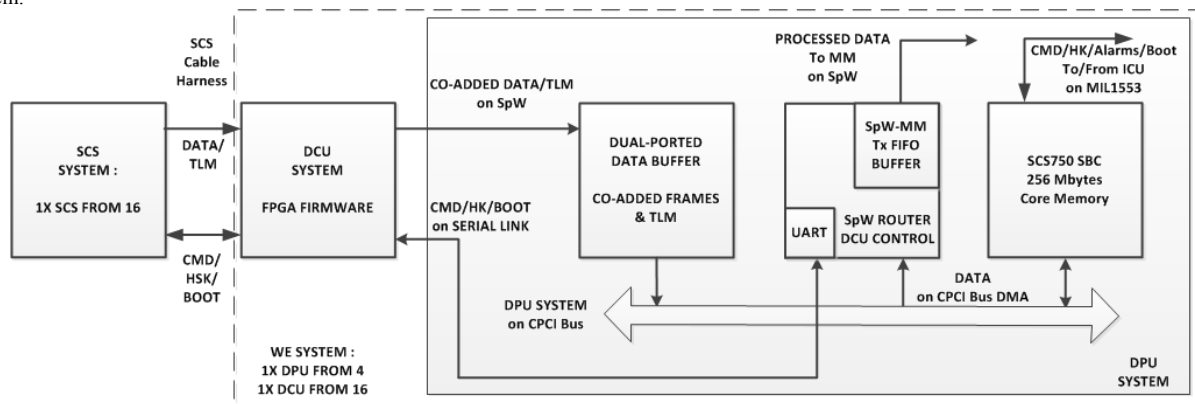 em.
SCS
Cable
Harness
SCS
SYSTEM :
1X SCS FROM 16
DATA/
TLM
CMD/
HSK/
BOOT
DCU
SYSTEM
FPGA FIRMWARE
WE SYSTEM :
1X DPU FROM 4
1X DCU FROM 16
CO-ADDED DATA/TLM
on SpW
CMD/HK/BOOT
on SERIAL LINK
DUAL-PORTED
DATA BUFFER
CO-ADDED FRAMES
& TLM
PROCESSED DATA
To MM
on SpW
SpW-MM
Tx FIFO
BUFFER
UART
SpW ROUTER
DCU CONTROL
CMD/HK/Alarms/Boot
To/From ICU
on MIL1553
SCS750 SBC
256 Mbytes
Core Memory
DATA
on CPCI Bus DMA
DPU SYSTEM
on CPCI Bus
DPU
SYSTEM